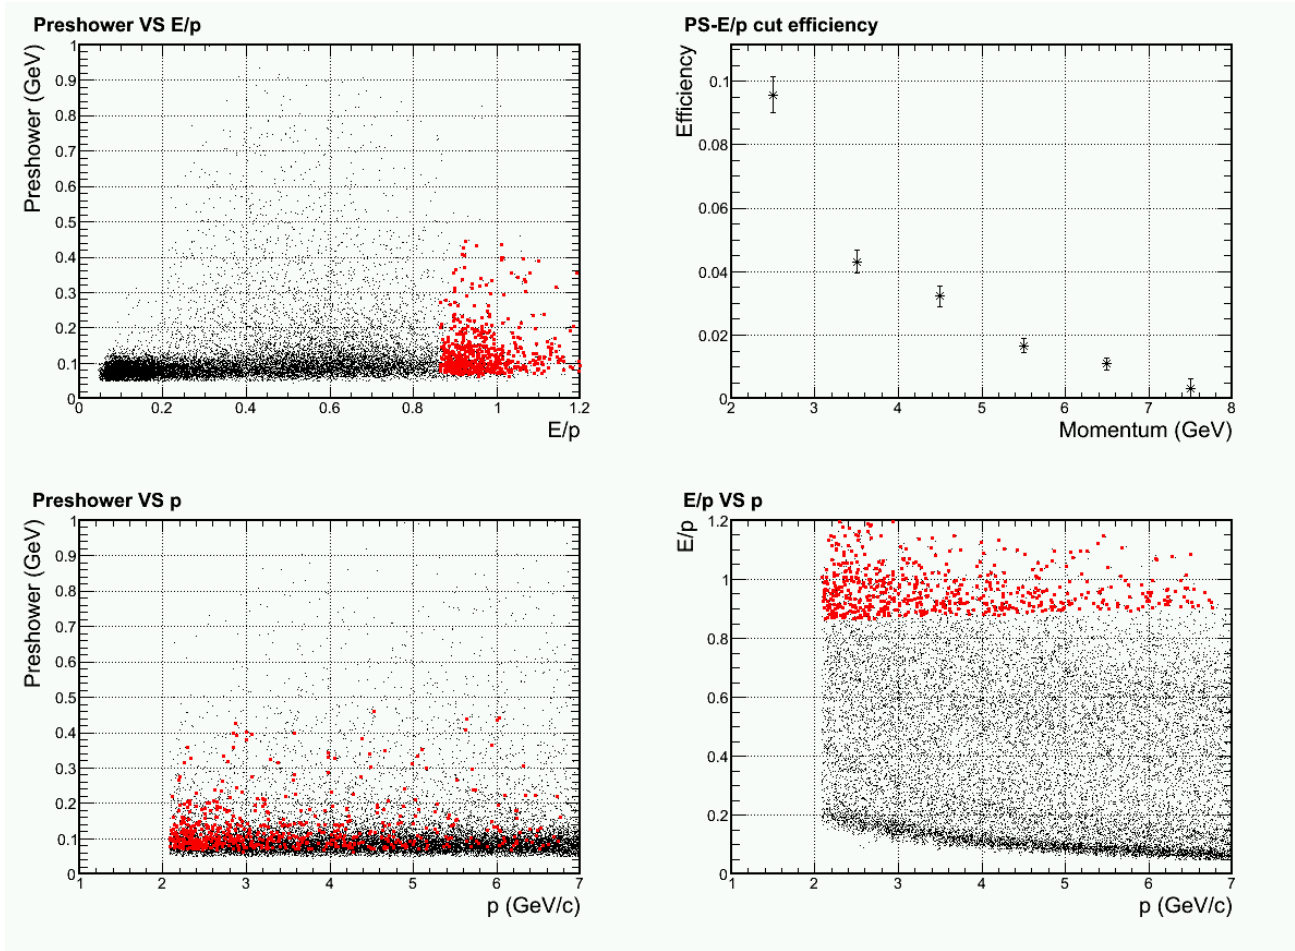 Preshower VS E/p
Preshower (GeV)
1
0.9
0.8
0.7
0.6
0.5
0.4
0.3
0.2
0.1
0
0 0.2 0.4 0.6 0.8 1 1.2
E/p
PS-E/p cut efficiency
Efficiency
0.1
0.08
0.06
0.04
0.02
0
2 3 4 5 6 7 8
Momentum (GeV)
Preshower VS p
Preshower (GeV)
1
0.9
0.8
0.7
0.6
0.5
0.4
0.3
0.2
0.1
0
1 2 3 4 5 6 7
p (GeV/c)
E/p VS p
E/p
1.2
1
0.8
0.6
0.4
0.2
0
1 2 3 4 5 6 7
p (GeV/c)